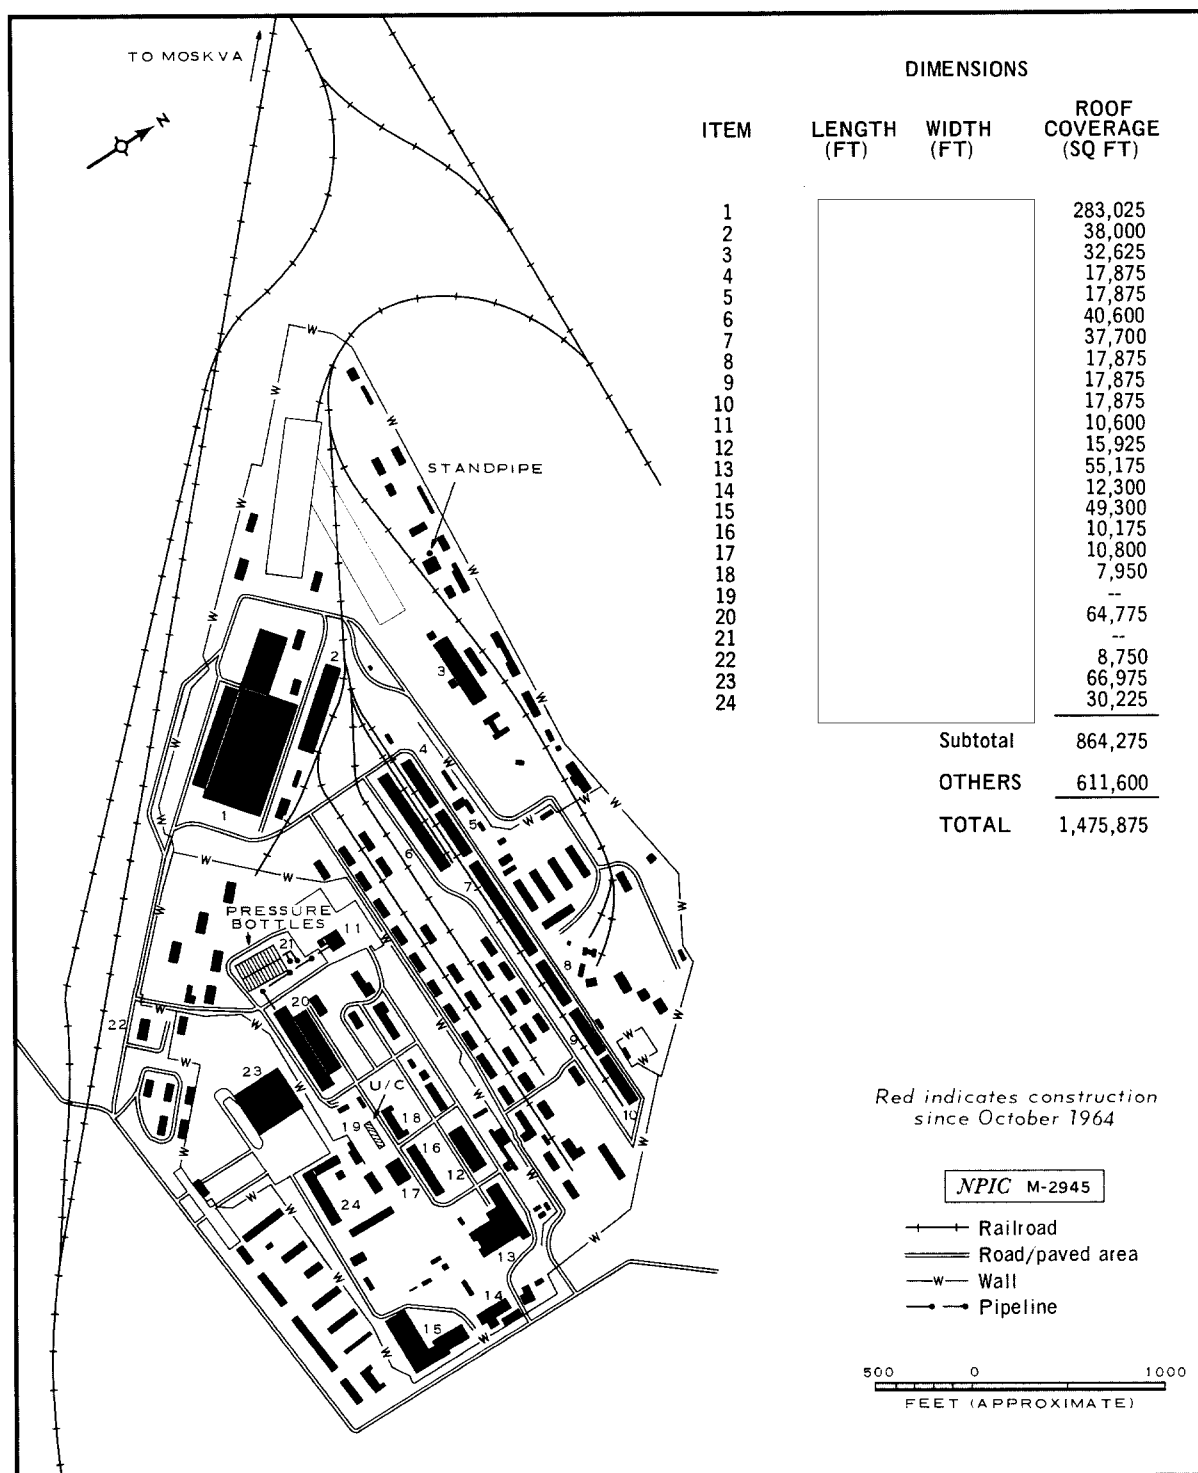 TO MOSKVA
N
DIMENSIONS
ITEM LENGTH (FT) WIDTH (FT) ROOF COVERAGE (SQ FT)
1 283,025
2 38,000
3 32,625
4 17,875
5 17,875
6 40,600
7 37,700
8 17,875
9 17,875
10 17,875
11 10,600
12 15,925
13 55,175
14 12,300
15 49,300
16 10,175
17 10,800
18 7,950
19 --
20 64,775
21 --
22 8,750
23 66,975
24 30,225
Subtotal 864,275
OTHERS 611,600
TOTAL 1,475,875
STANDPIPE
W
2
3
4
1
5
6
7
PRESSURE
BOTTLES
11
21
8
20
22
9
23
U/C
10
19
18
16
12
17
24
13
14
15
Red indicates construction
since October 1964
NPIC M-2945
Railroad
Road/paved area
W Wall
Pipeline
500 0 1000
FEET (APPROXIMATE)